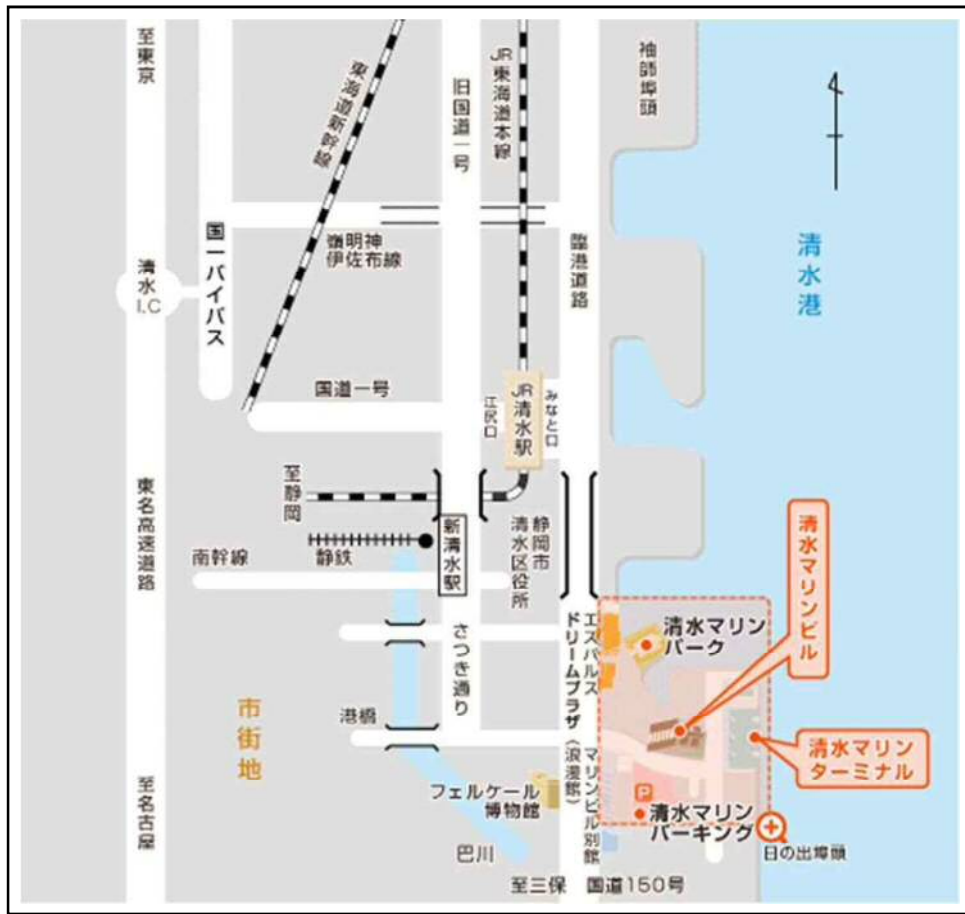 至東京
東海道新幹線
旧国道一号
JR東海道本線
袖師埠頭
国一バイパス
嶺明神
伊佐布線
臨港道路
清水港
清水
I.C
国道一号
江尻口
JR清水駅
みなと口
至静岡
東名高速道路
静鉄
新清水駅
静岡市
清水区役所
南幹線
清水マリンビル
さつき通り
エスパルス
ドリームプラザ
清水マリン
パーク
市街地
港橋
(浪漫館)
マリンビル別館
清水マリン
ターミナル
至名古屋
フェルケール
博物館
P
清水マリン
パーキング
日の出埠頭
巴川
至三保 国道150号